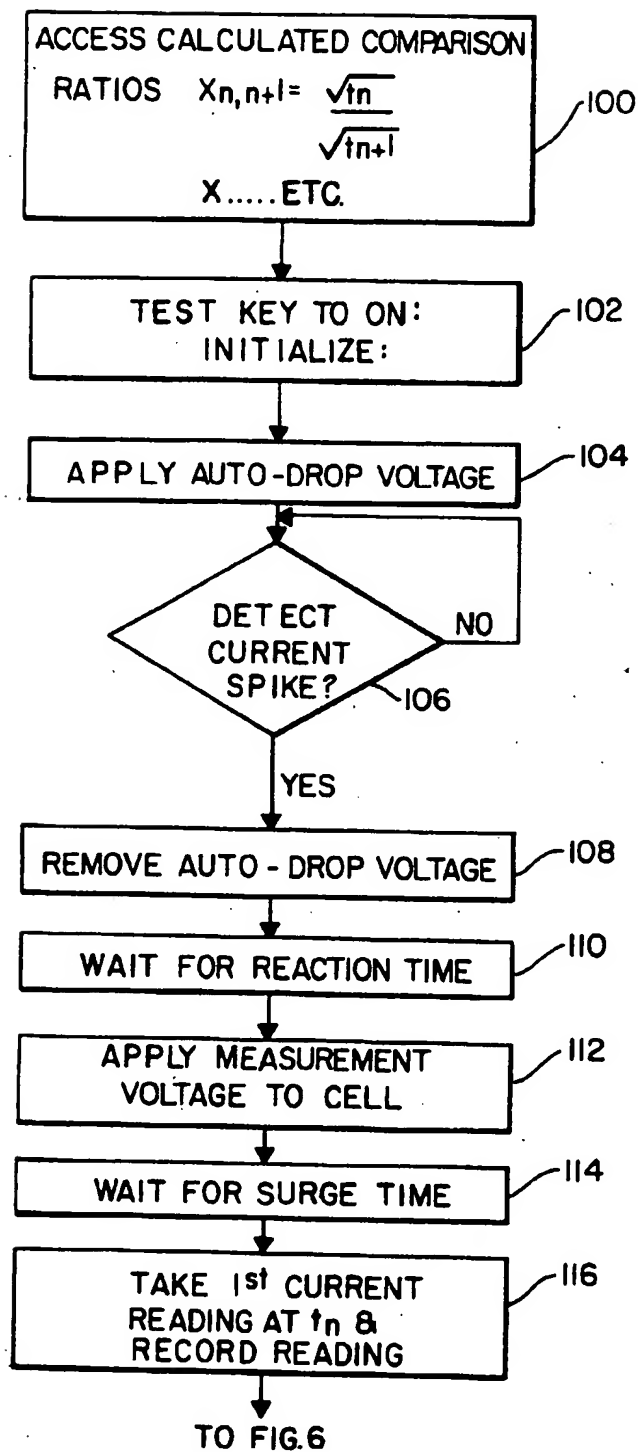 ACCESS CALCULATED COMPARISON
RATIOS Xn,n+1= √tn
√tn+1
X.....ETC.
100
TEST KEY TO ON:
INITIALIZE:
102
APPLY AUTO-DROP VOLTAGE
104
DETECT
CURRENT
SPIKE?
NO
106
YES
REMOVE AUTO-DROP VOLTAGE
108
WAIT FOR REACTION TIME
110
APPLY MEASUREMENT
VOLTAGE TO CELL
112
WAIT FOR SURGE TIME
114
TAKE 1st CURRENT
READING AT tn &
RECORD READING
116
TO FIG.6